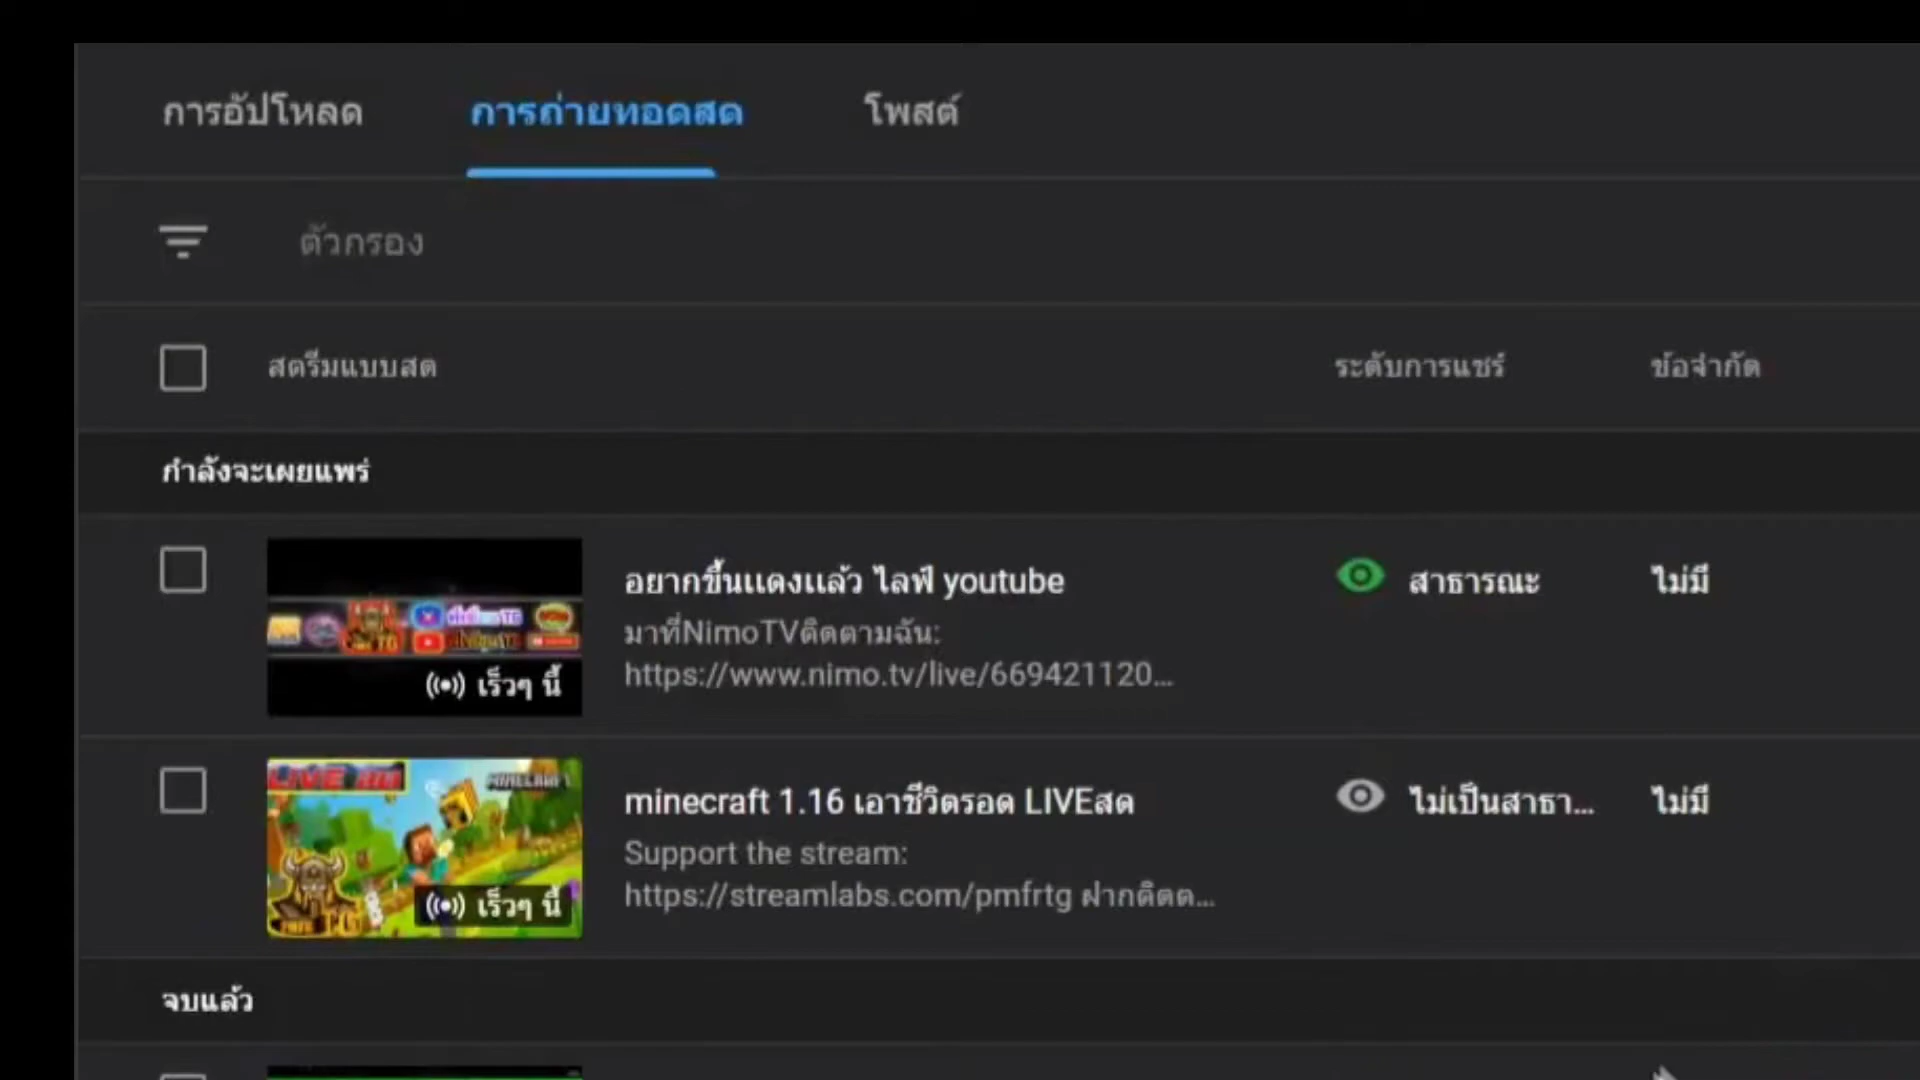 การอัปโหลด การถ่ายทอดสด โพสต์
ตัวกรอง
สตรีมแบบสด ระดับการแชร์ ข้อจำกัด
กำลังจะเผยแพร่
อยากขึ้นแดงแล้ว ไลฟ์ youtube สาธารณะ ไม่มี
มาที่NimoTVติดตามฉัน:
https://www.nimo.tv/live/669421120...
เร็วๆ นี้
LIVE สด MINECRAFT
minecraft 1.16 เอาชีวิตรอด LIVEสด ไม่เป็นสาธา... ไม่มี
Support the stream:
https://streamlabs.com/pmfrtg ฝากติดต...
เร็วๆ นี้
จบแล้ว